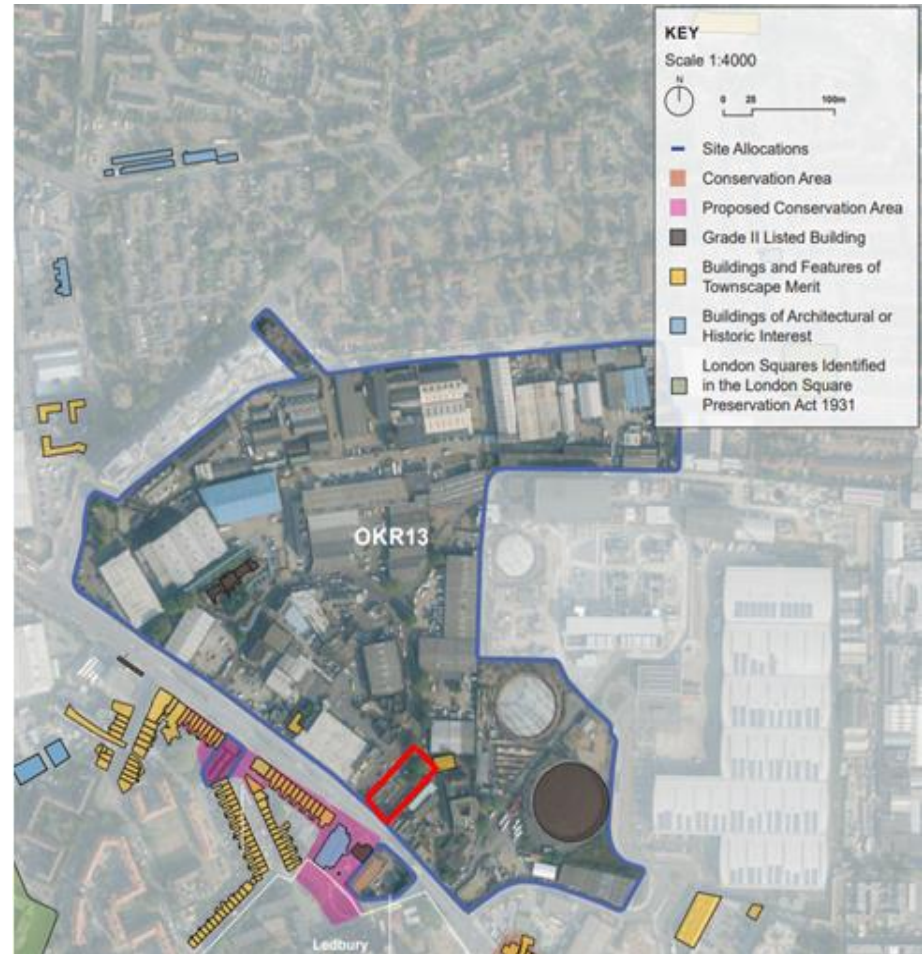 KEY
Scale 1:4000
N
0 25 100m
Site Allocations
Conservation Area
Proposed Conservation Area
Grade II Listed Building
Buildings and Features of
Townscape Merit
Buildings of Architectural or
Historic Interest
London Squares Identified
in the London Square
Preservation Act 1931
OKR13
Ledbury